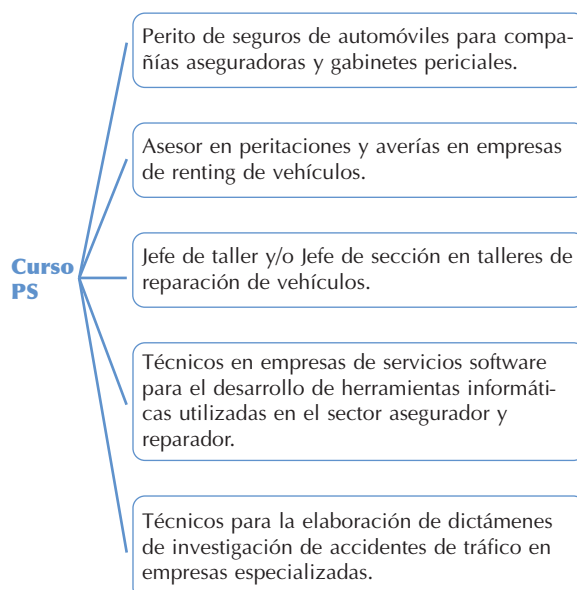 Perito de seguros de automóviles para compa-
ñías aseguradoras y gabinetes periciales.
Asesor en peritaciones y averías en empresas
de renting de vehículos.
Curso
PS
Jefe de taller y/o Jefe de sección en talleres de
reparación de vehículos.
Técnicos en empresas de servicios software
para el desarrollo de herramientas informáti-
cas utilizadas en el sector asegurador y
reparador.
Técnicos para la elaboración de dictámenes
de investigación de accidentes de tráfico en
empresas especializadas.